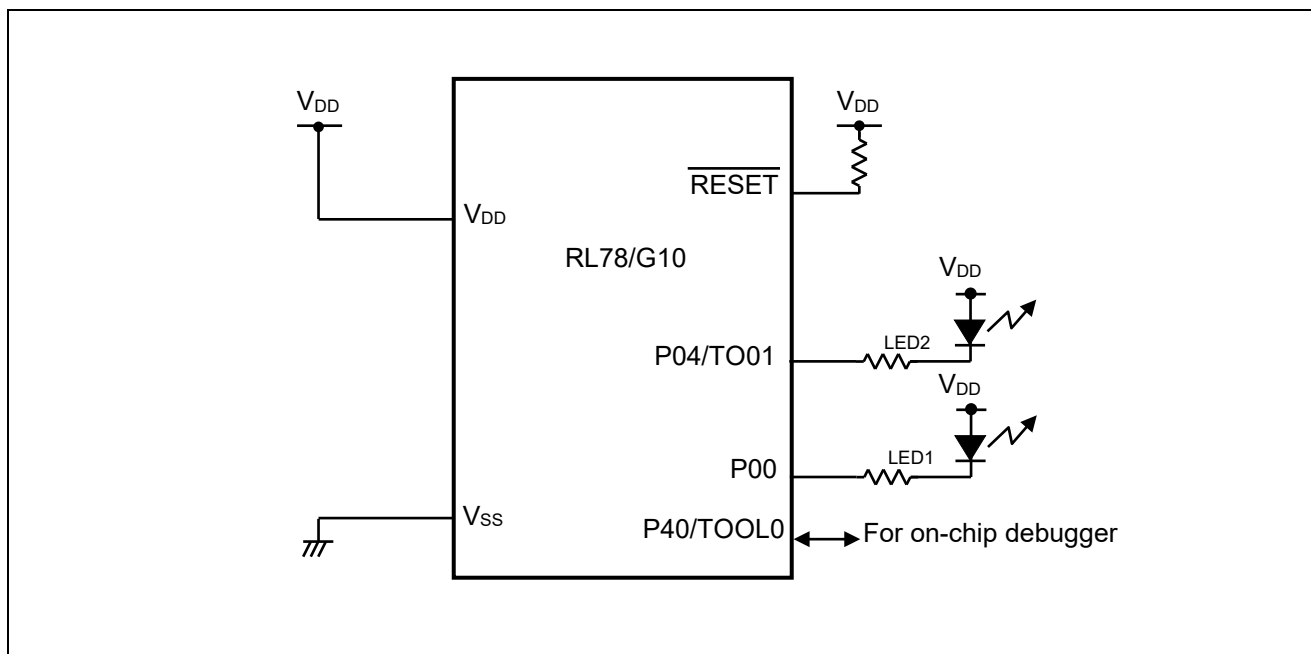 VDD
VDD
RESET
VDD
RL78/G10
VDD
LED2
P04/TO01
VDD
LED1
P00
VSS
P40/TOOL0
For on-chip debugger